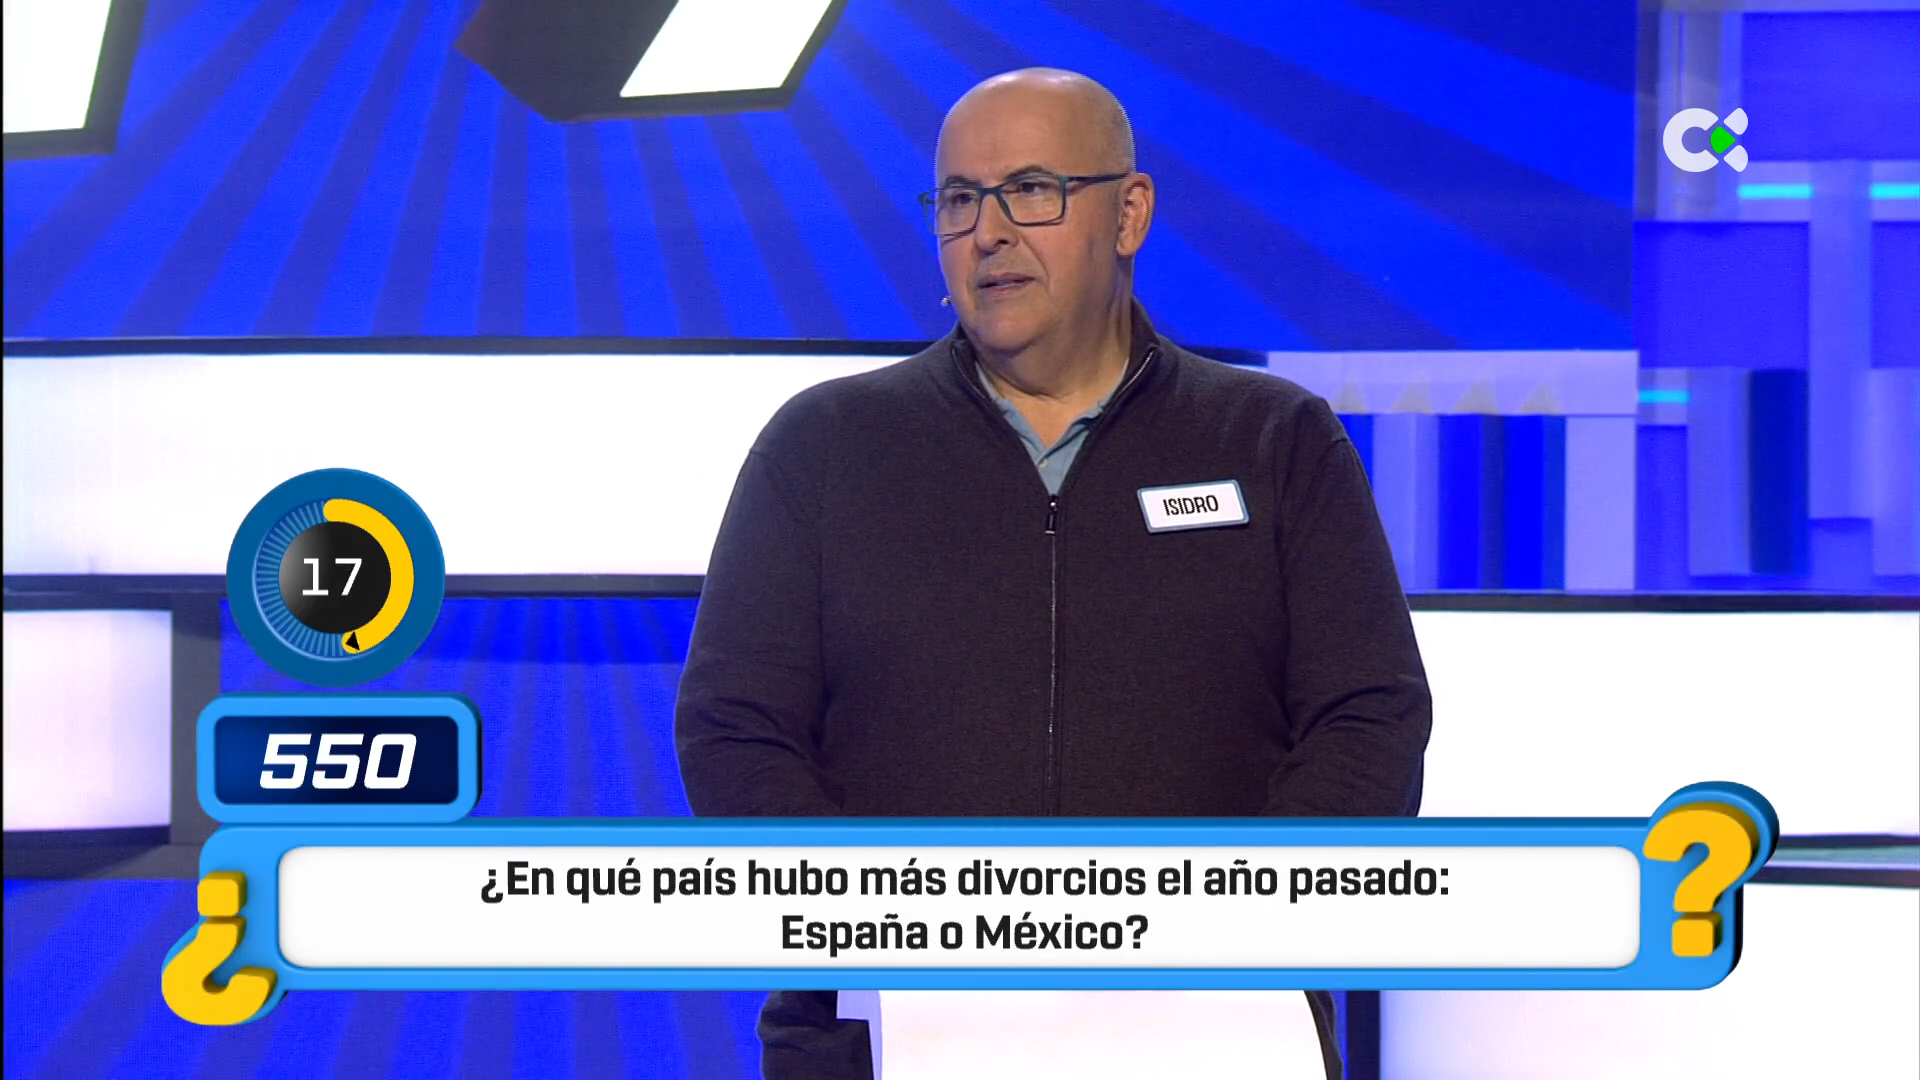 ISIDRO
17
550
¿En qué país hubo más divorcios el año pasado:
España o México?